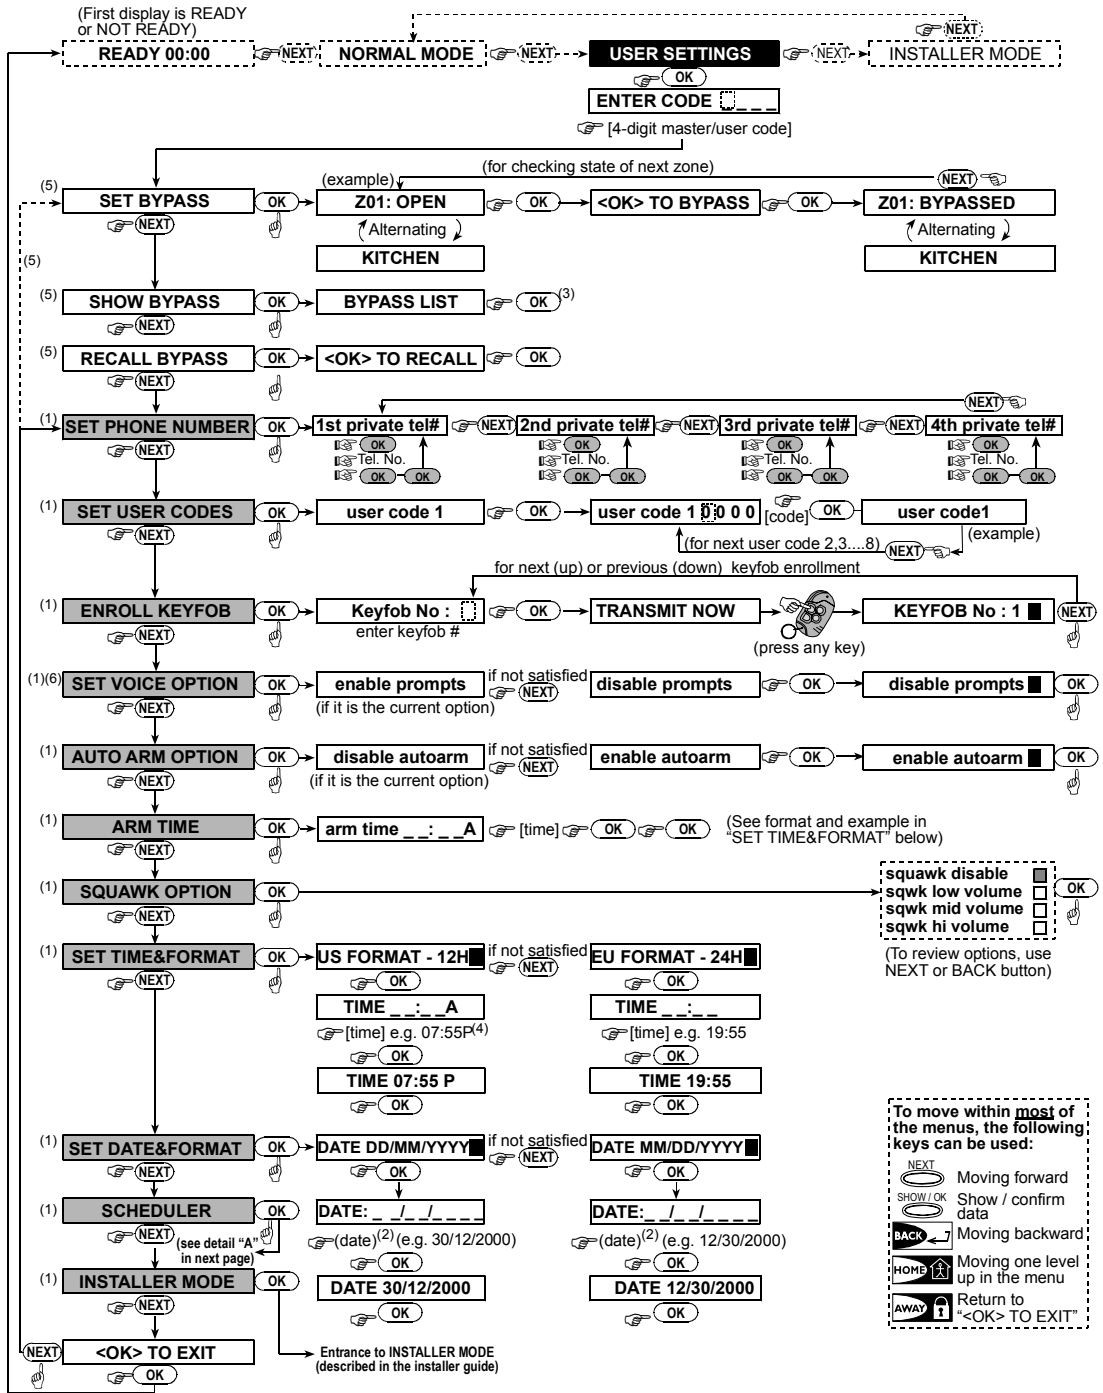 (First display is READY
or NOT READY)
NEXT
READY 00:00 NEXT NORMAL MODE NEXT USER SETTINGS NEXT INSTALLER MODE
OK
ENTER CODE _ _ _
[4-digit master/user code]
(for checking state of next zone)
(5) SET BYPASS OK (example) Z01: OPEN OK <OK> TO BYPASS OK Z01: BYPASSED NEXT
NEXT Alternating Alternating
KITCHEN KITCHEN
(5)
(5) SHOW BYPASS OK BYPASS LIST OK (3)
NEXT
(5) RECALL BYPASS OK <OK> TO RECALL OK
NEXT
NEXT
(1) SET PHONE NUMBER OK 1st private tel# NEXT 2nd private tel# NEXT 3rd private tel# NEXT 4th private tel#
NEXT OK OK OK OK
Tel. No. Tel. No. Tel. No. Tel. No.
OK OK OK OK OK OK OK OK
(1) SET USER CODES OK user code 1 OK user code 1 0 0 0 0 [code] OK user code1
NEXT (for next user code 2,3....8) NEXT (example)
for next (up) or previous (down) keyfob enrollment
(1) ENROLL KEYFOB OK Keyfob No : OK TRANSMIT NOW KEYFOB No : 1 NEXT
NEXT enter keyfob # (press any key)
(1)(6) SET VOICE OPTION OK enable prompts if not satisfied NEXT disable prompts OK disable prompts OK
NEXT (if it is the current option)
(1) AUTO ARM OPTION OK disable autoarm if not satisfied NEXT enable autoarm OK enable autoarm OK
NEXT (if it is the current option)
(1) ARM TIME OK arm time _ _: _ _A [time] OK OK (See format and example in
"SET TIME&FORMAT" below)
NEXT
(1) SQUAWK OPTION OK
NEXT
squawk disable
sqwk low volume
sqwk mid volume
sqwk hi volume
OK
(To review options, use
NEXT or BACK button)
(1) SET TIME&FORMAT OK US FORMAT - 12H if not satisfied NEXT EU FORMAT - 24H
NEXT OK OK
TIME _ _:_ _A TIME _ _:_ _
[time] e.g. 07:55P(4) [time] e.g. 19:55
OK OK
TIME 07:55 P TIME 19:55
OK OK
(1) SET DATE&FORMAT OK DATE DD/MM/YYYY if not satisfied NEXT DATE MM/DD/YYYY
NEXT OK OK
(1) SCHEDULER OK DATE: _ _/_ _/_ _ _ _ DATE:_ _/_ _/_ _ _ _
NEXT (see detail "A"
in next page)
(date)(2) (e.g. 30/12/2000) (date)(2) (e.g. 12/30/2000)
OK OK
(1) INSTALLER MODE OK DATE 30/12/2000 DATE 12/30/2000
NEXT OK OK
NEXT <OK> TO EXIT
OK
Entrance to INSTALLER MODE
(described in the installer guide)
To move within most of
the menus, the following
keys can be used:
NEXT
Moving forward
SHOW / OK
Show / confirm
data
BACK Moving backward
HOME Moving one level
up in the menu
AWAY Return to
"<OK> TO EXIT"